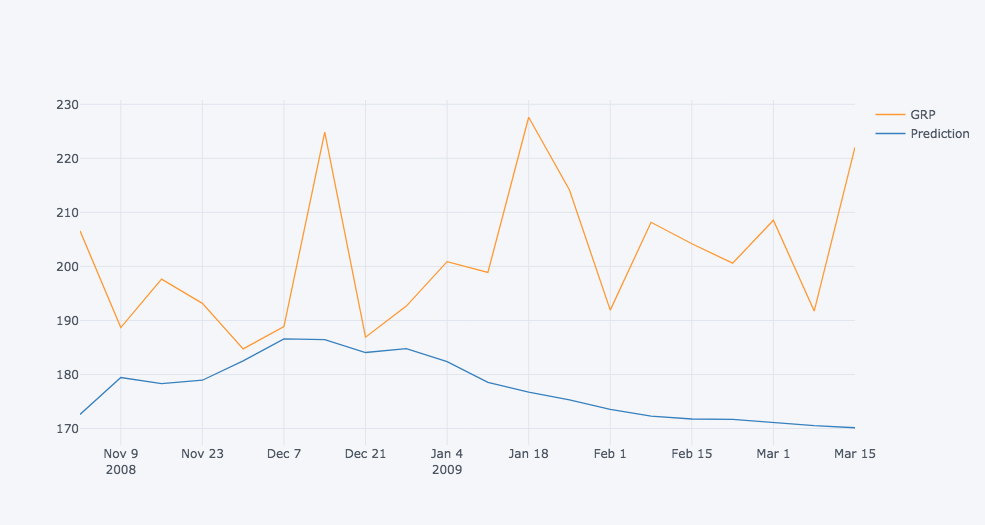 230
220
210
200
190
180
170
Nov 9
2008
Nov 23
Dec 7
Dec 21
Jan 4
2009
Jan 18
Feb 1
Feb 15
Mar 1
Mar 15
GRP
Prediction